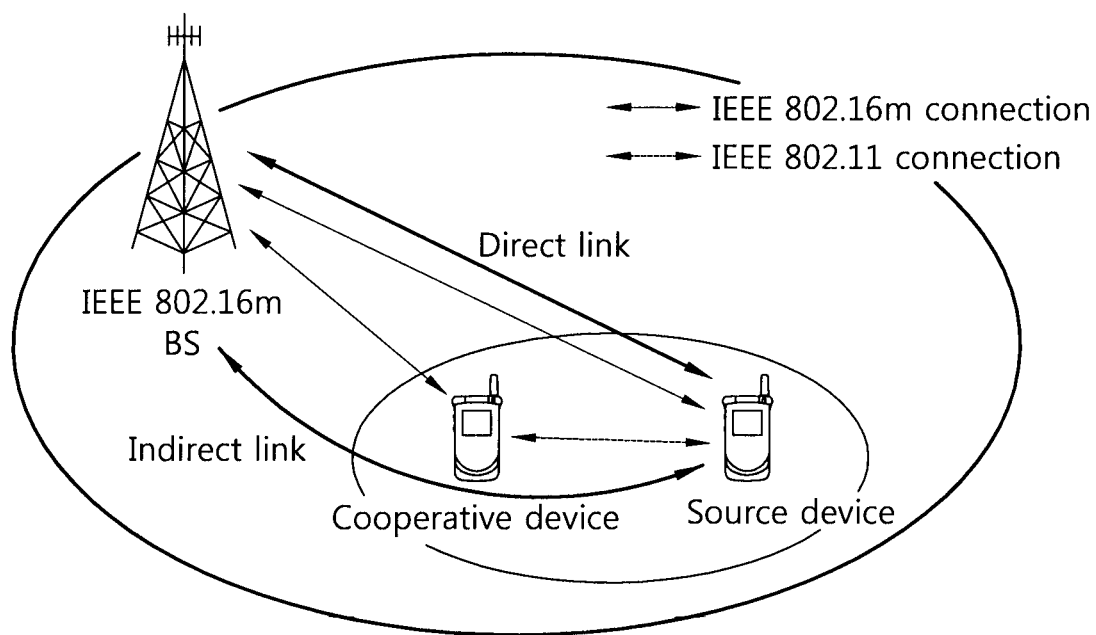 IEEE 802.16m connection
IEEE 802.11 connection
Direct link
IEEE 802.16m
BS
Indirect link
Cooperative device
Source device